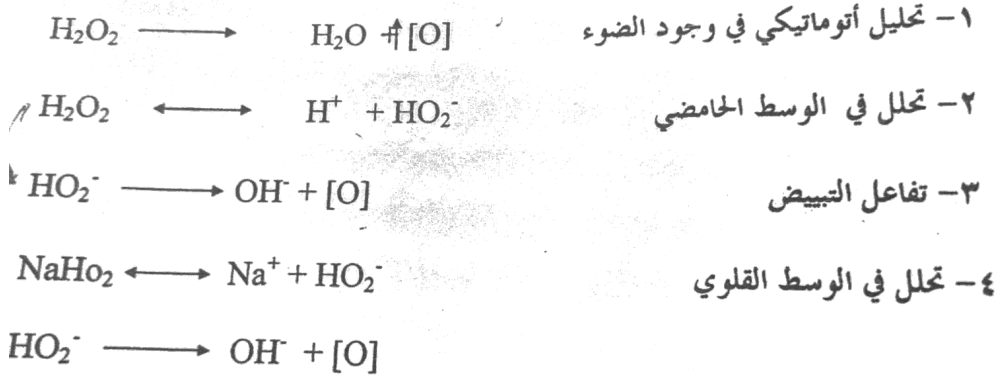 ١- تحليل أتوماتيكي في وجود الضوء H₂O₂ ⟶ H₂O + [O]
٢- تحلل في الوسط الحامضي H₂O₂ ⟷ H⁺ + HO₂⁻
٣- تفاعل التبييض HO₂⁻ ⟶ OH⁻ + [O]
٤- تحلل في الوسط القلوي NaHo₂ ⟷ Na⁺ + HO₂⁻
HO₂⁻ ⟶ OH⁻ + [O]